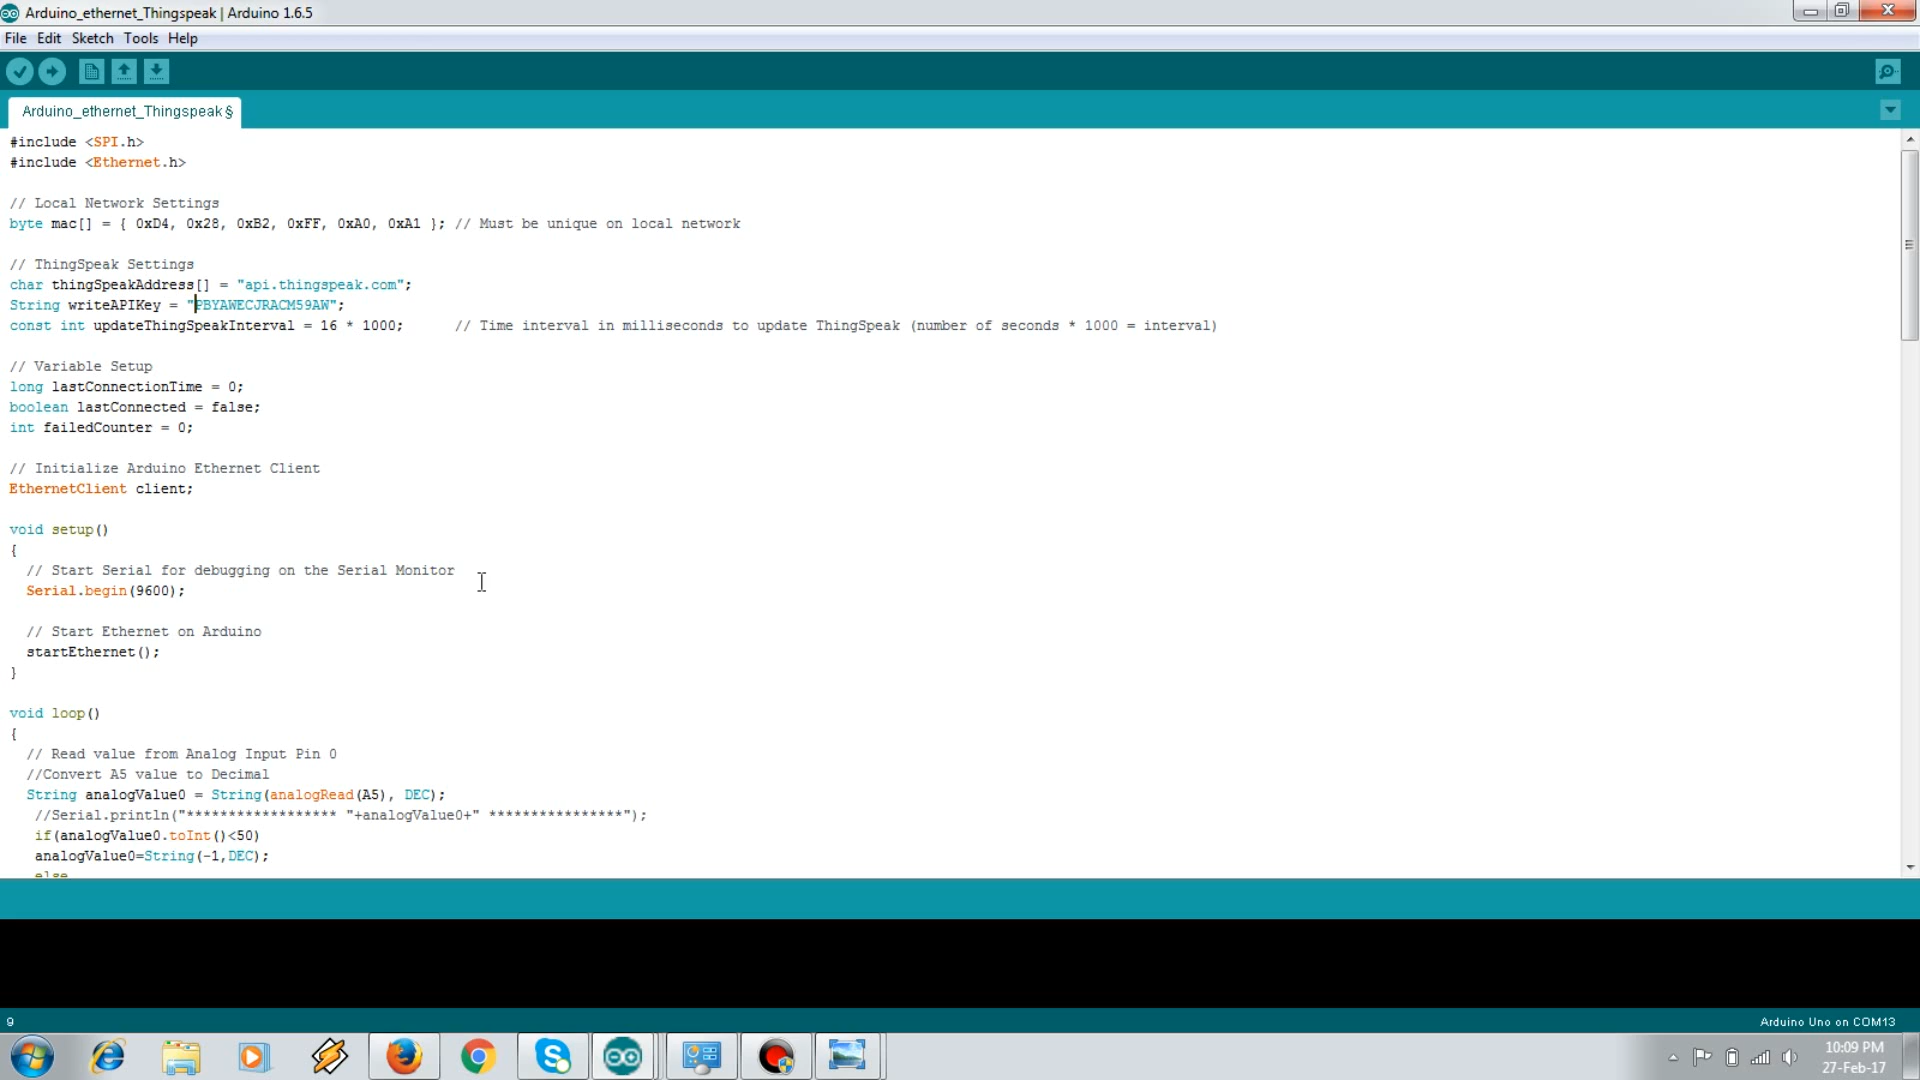 Arduino_ethernet_Thingspeak | Arduino 1.6.5
File Edit Sketch Tools Help
Arduino_ethernet_Thingspeak §
#include <SPI.h>
#include <Ethernet.h>
// Local Network Settings
byte mac[] = { 0xD4, 0x28, 0xB2, 0xFF, 0xA0, 0xA1 }; // Must be unique on local network
// ThingSpeak Settings
char thingSpeakAddress[] = "api.thingspeak.com";
String writeAPIKey = "PBYAWECJRACM59AW";
const int updateThingSpeakInterval = 16 * 1000;      // Time interval in milliseconds to update ThingSpeak (number of seconds * 1000 = interval)
// Variable Setup
long lastConnectionTime = 0;
boolean lastConnected = false;
int failedCounter = 0;
// Initialize Arduino Ethernet Client
EthernetClient client;
void setup()
{
  // Start Serial for debugging on the Serial Monitor
  Serial.begin(9600);
  // Start Ethernet on Arduino
  startEthernet();
}
void loop()
{
  // Read value from Analog Input Pin 0
  //Convert A5 value to Decimal
  String analogValue0 = String(analogRead(A5), DEC);
   //Serial.println("****************** "+analogValue0+" ****************");
   if(analogValue0.toInt()<50)
   analogValue0=String(-1,DEC);
   else
9
Arduino Uno on COM13
10:09 PM
27-Feb-17